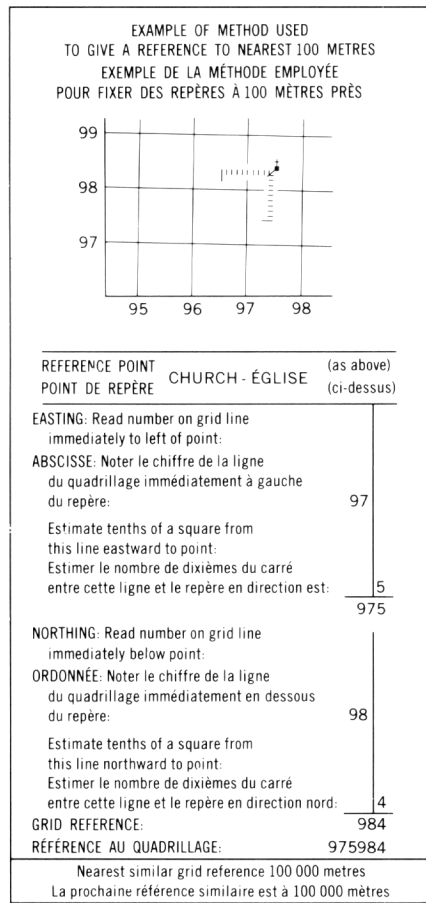 EXAMPLE OF METHOD USED
TO GIVE A REFERENCE TO NEAREST 100 METRES
EXEMPLE DE LA MÉTHODE EMPLOYÉE
POUR FIXER DES REPÈRES À 100 MÈTRES PRÈS
99
98
97
95 96 97 98
REFERENCE POINT CHURCH - ÉGLISE (as above)
POINT DE REPÈRE (ci-dessus)
EASTING: Read number on grid line
immediately to left of point:
ABSCISSE: Noter le chiffre de la ligne
du quadrillage immédiatement à gauche
du repère: 97
Estimate tenths of a square from
this line eastward to point:
Estimer le nombre de dixièmes du carré
entre cette ligne et le repère en direction est: 5
975
NORTHING: Read number on grid line
immediately below point:
ORDONNÉE: Noter le chiffre de la ligne
du quadrillage immédiatement en dessous
du repère: 98
Estimate tenths of a square from
this line northward to point:
Estimer le nombre de dixièmes du carré
entre cette ligne et le repère en direction nord: 4
GRID REFERENCE: 984
RÉFÉRENCE AU QUADRILLAGE: 975984
Nearest similar grid reference 100 000 metres
La prochaine référence similaire est à 100 000 mètres